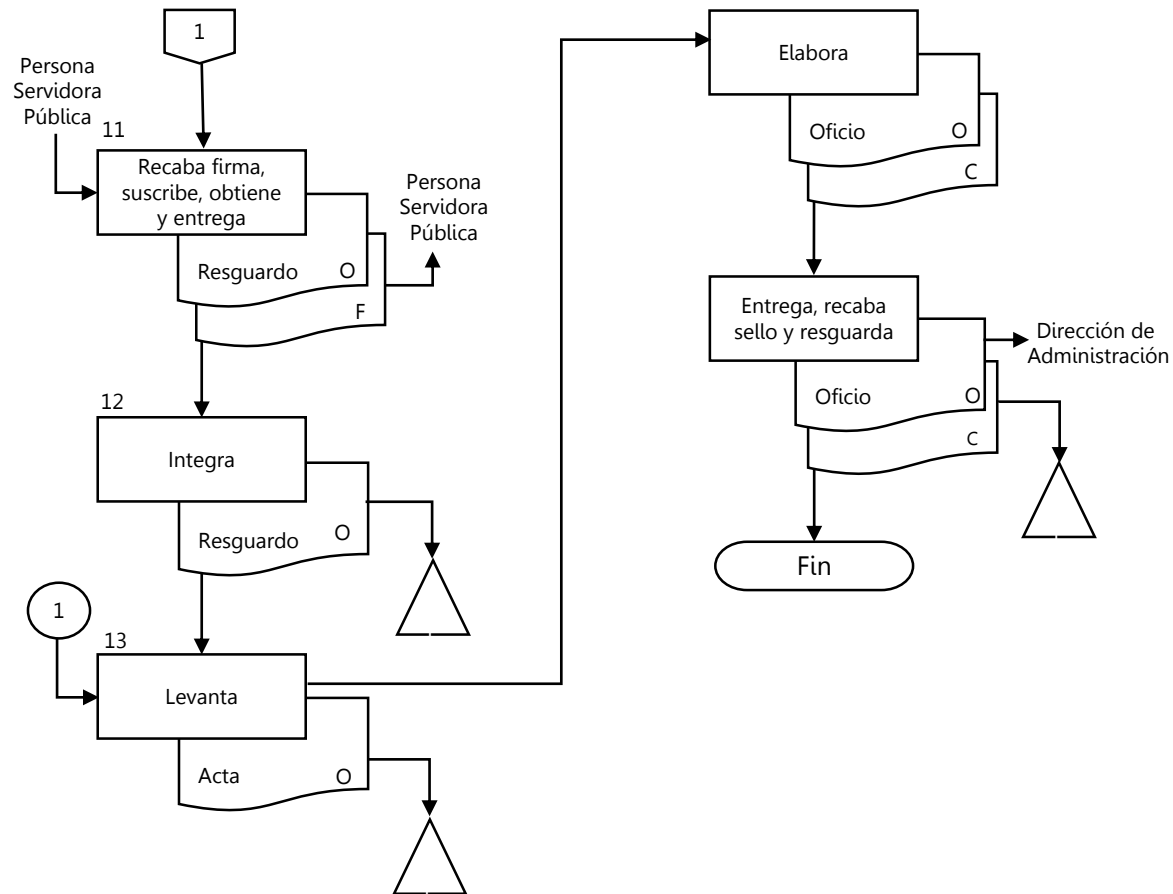 1
Persona
Servidora
Pública
11
Recaba firma,
suscribe, obtiene
y entrega
Resguardo O
F
Persona
Servidora
Pública
12
Integra
Resguardo O
1
13
Levanta
Acta O
Elabora
Oficio O
C
Entrega, recaba
sello y resguarda
Dirección de
Administración
Oficio O
C
Fin